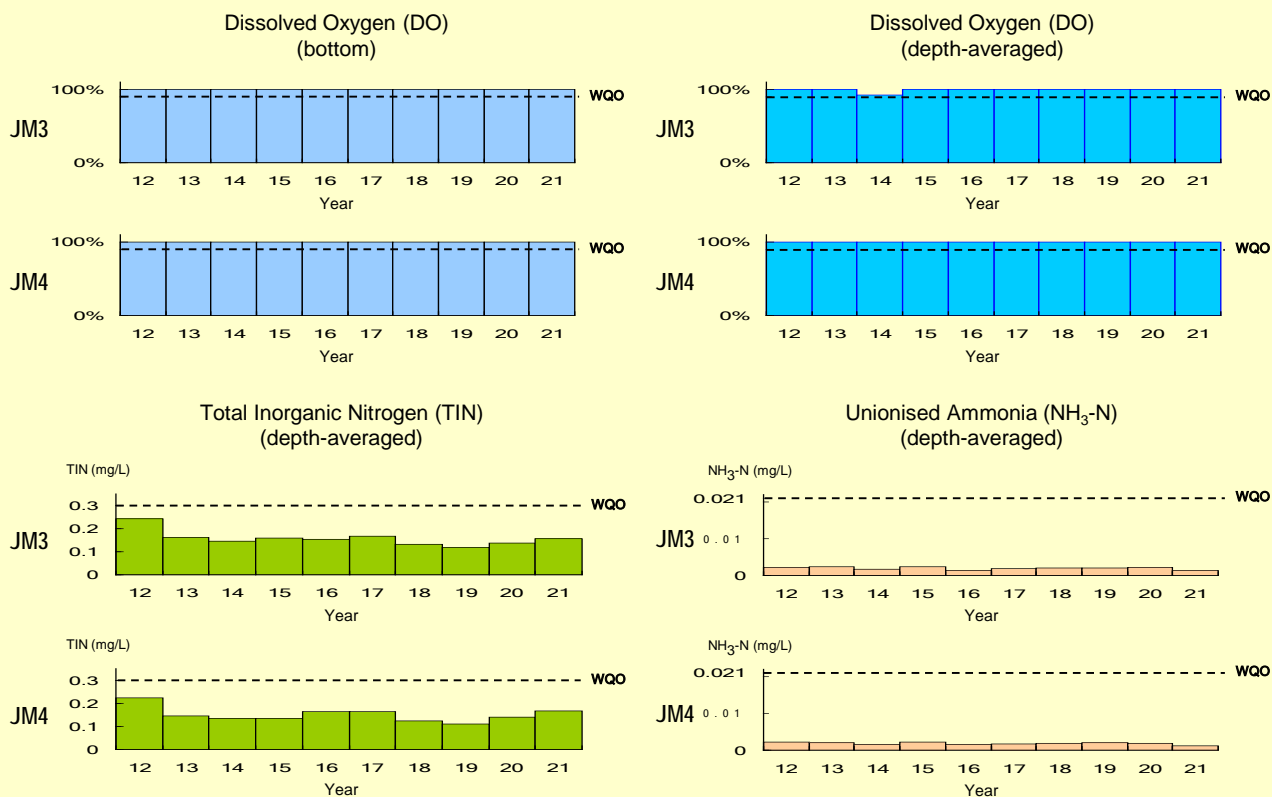 Dissolved Oxygen (DO)
(bottom)
JM3
100%
0%
WQO
12 13 14 15 16 17 18 19 20 21
Year
JM4
100%
0%
WQO
12 13 14 15 16 17 18 19 20 21
Year
Dissolved Oxygen (DO)
(depth-averaged)
JM3
100%
0%
WQO
12 13 14 15 16 17 18 19 20 21
Year
JM4
100%
0%
WQO
12 13 14 15 16 17 18 19 20 21
Year
Total Inorganic Nitrogen (TIN)
(depth-averaged)
TIN (mg/L)
JM3
0.3
0.2
0.1
0
WQO
12 13 14 15 16 17 18 19 20 21
Year
TIN (mg/L)
JM4
0.3
0.2
0.1
0
WQO
12 13 14 15 16 17 18 19 20 21
Year
Unionised Ammonia (NH₃-N)
(depth-averaged)
NH₃-N (mg/L)
JM3
0.021
0.01
0
WQO
12 13 14 15 16 17 18 19 20 21
Year
NH₃-N (mg/L)
JM4
0.021
0.01
0
WQO
12 13 14 15 16 17 18 19 20 21
Year